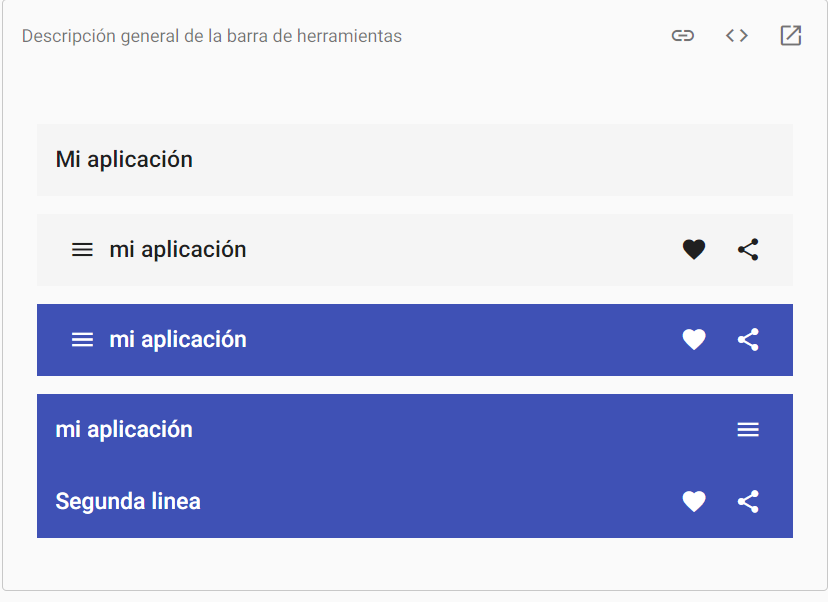 Descripción general de la barra de herramientas
Mi aplicación
mi aplicación
mi aplicación
mi aplicación
Segunda linea